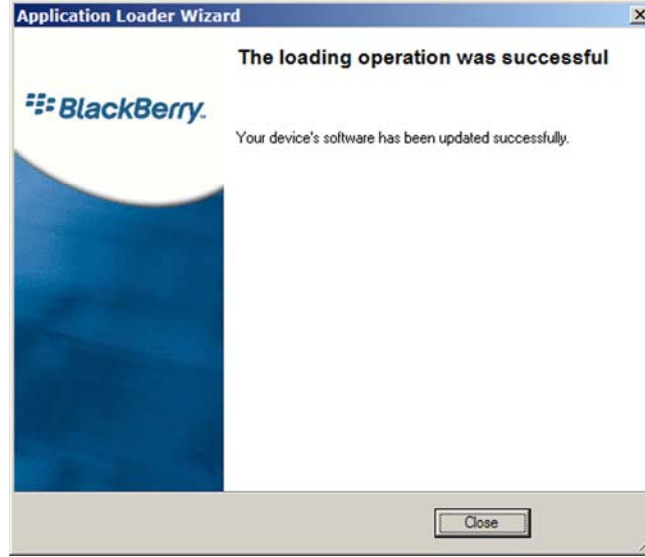 Application Loader Wizard
The loading operation was successful
BlackBerry.
Your device's software has been updated successfully.
Close